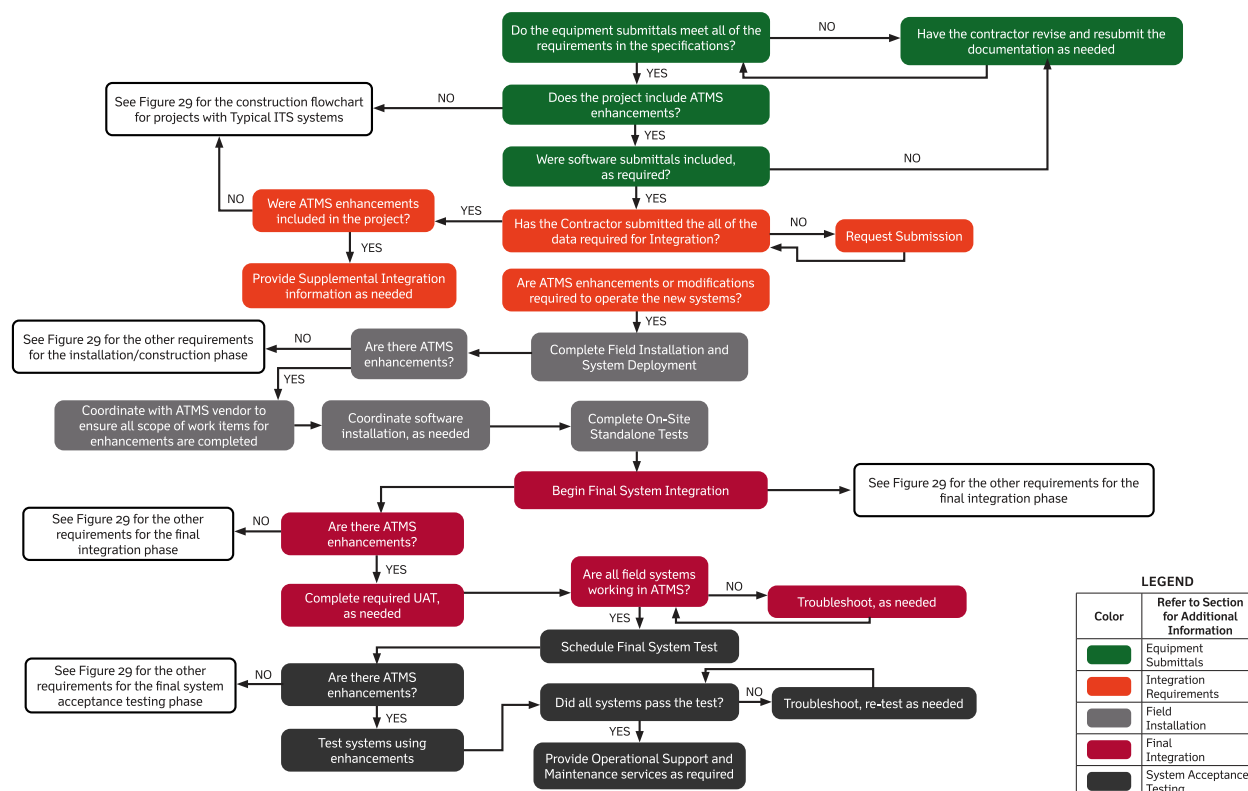 Do the equipment submittals meet all of the
requirements in the specifications?
NO
Have the contractor revise and resubmit the
documentation as needed
YES
See Figure 29 for the construction flowchart
for projects with Typical ITS systems
NO
Does the project include ATMS
enhancements?
YES
Were software submittals included,
as required?
NO
YES
NO
Were ATMS enhancements
included in the project?
YES
Has the Contractor submitted the all of the
data required for Integration?
NO
Request Submission
YES
Provide Supplemental Integration
information as needed
Are ATMS enhancements or modifications
required to operate the new systems?
YES
See Figure 29 for the other requirements
for the installation/construction phase
NO
Are there ATMS
enhancements?
Complete Field Installation and
System Deployment
YES
Coordinate with ATMS vendor to
ensure all scope of work items for
enhancements are completed
Coordinate software
installation, as needed
Complete On-Site
Standalone Tests
Begin Final System Integration
See Figure 29 for the other requirements for the
final integration phase
See Figure 29 for the other
requirements for the final
integration phase
NO
Are there ATMS
enhancements?
YES
Complete required UAT,
as needed
Are all field systems
working in ATMS?
NO
Troubleshoot, as needed
YES
Schedule Final System Test
See Figure 29 for the other
requirements for the final system
acceptance testing phase
NO
Are there ATMS
enhancements?
YES
Test systems using
enhancements
Did all systems pass the test?
NO
Troubleshoot, re-test as needed
YES
Provide Operational Support and
Maintenance services as required
LEGEND
Color
Refer to Section
for Additional
Information
Equipment
Submittals
Integration
Requirements
Field
Installation
Final
Integration
System Acceptance
Testing